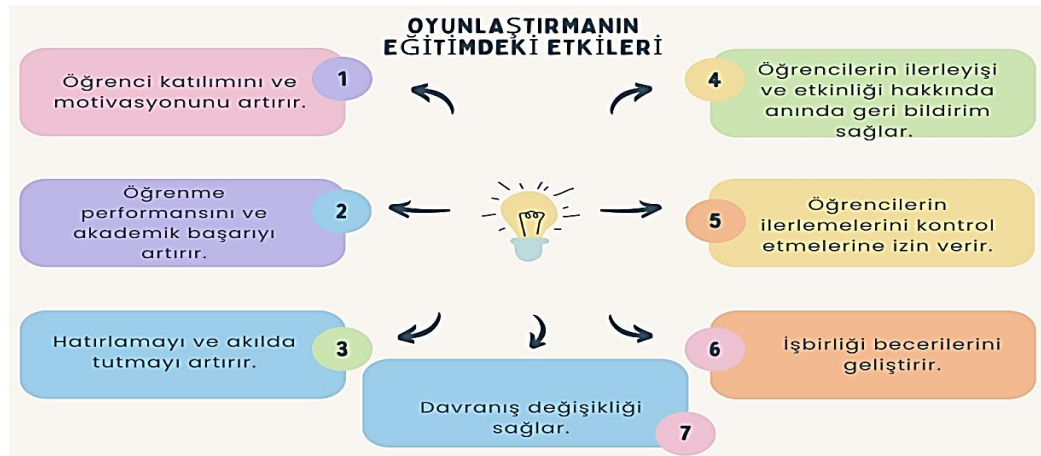 OYUNLAŞTIRMANIN
EĞİTİMDEKİ ETKİLERİ
Öğrenci katılımını ve
motivasyonunu artırır.
1
Öğrenme
performansını ve
akademik başarıyı
artırır.
2
Hatırlamayı ve akılda
tutmayı artırır.
3
4
Öğrencilerin ilerleyişi
ve etkinliği hakkında
anında geri bildirim
sağlar.
5
Öğrencilerin
ilerlemelerini kontrol
etmelerine izin verir.
6
İşbirliği becerilerini
geliştirir.
Davranış değişikliği
sağlar.
7